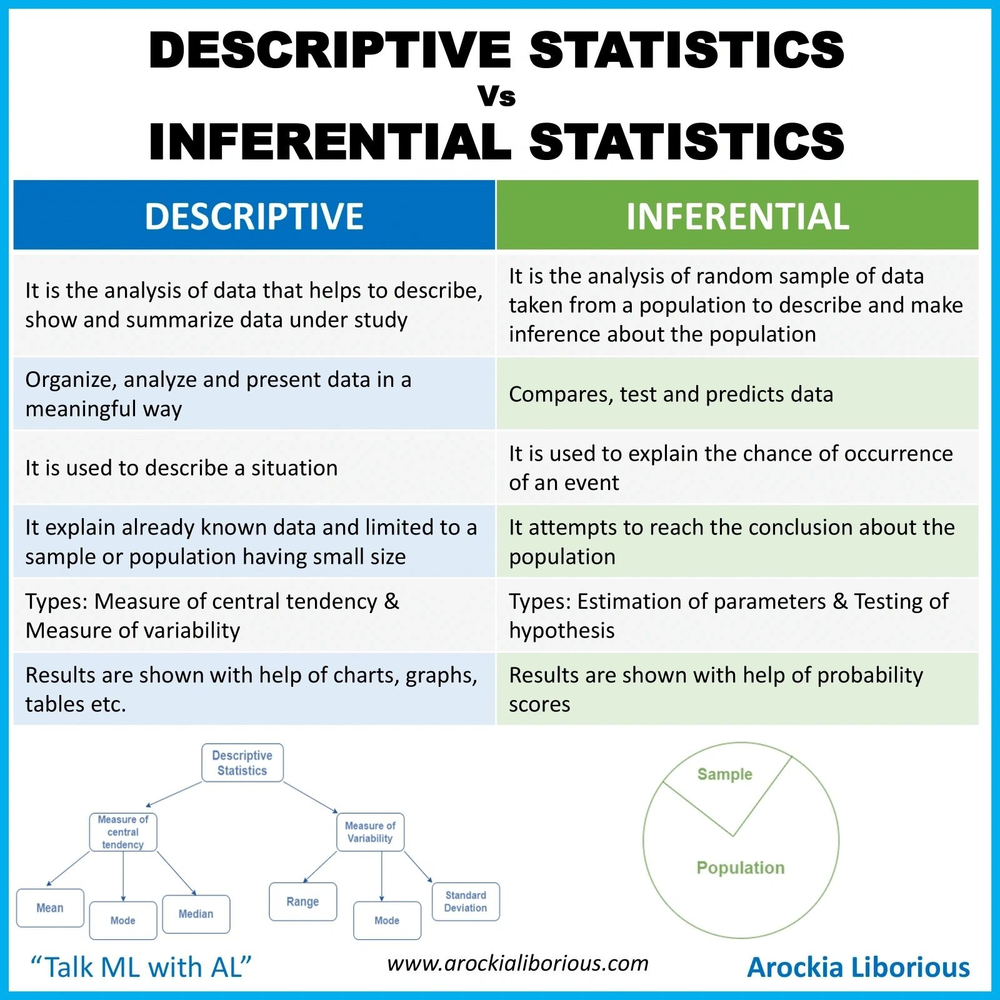 DESCRIPTIVE STATISTICS
Vs
INFERENTIAL STATISTICS
DESCRIPTIVE
INFERENTIAL
It is the analysis of data that helps to describe,
show and summarize data under study
It is the analysis of random sample of data
taken from a population to describe and make
inference about the population
Organize, analyze and present data in a
meaningful way
Compares, test and predicts data
It is used to describe a situation
It is used to explain the chance of occurrence
of an event
It explain already known data and limited to a
sample or population having small size
It attempts to reach the conclusion about the
population
Types: Measure of central tendency &
Measure of variability
Types: Estimation of parameters & Testing of
hypothesis
Results are shown with help of charts, graphs,
tables etc.
Results are shown with help of probability
scores
Descriptive
Statistics
Measure of
central
tendency
Measure of
Variability
Mean
Mode
Median
Range
Mode
Standard
Deviation
Sample
Population
“Talk ML with AL”
www.arockialiborious.com
Arockia Liborious